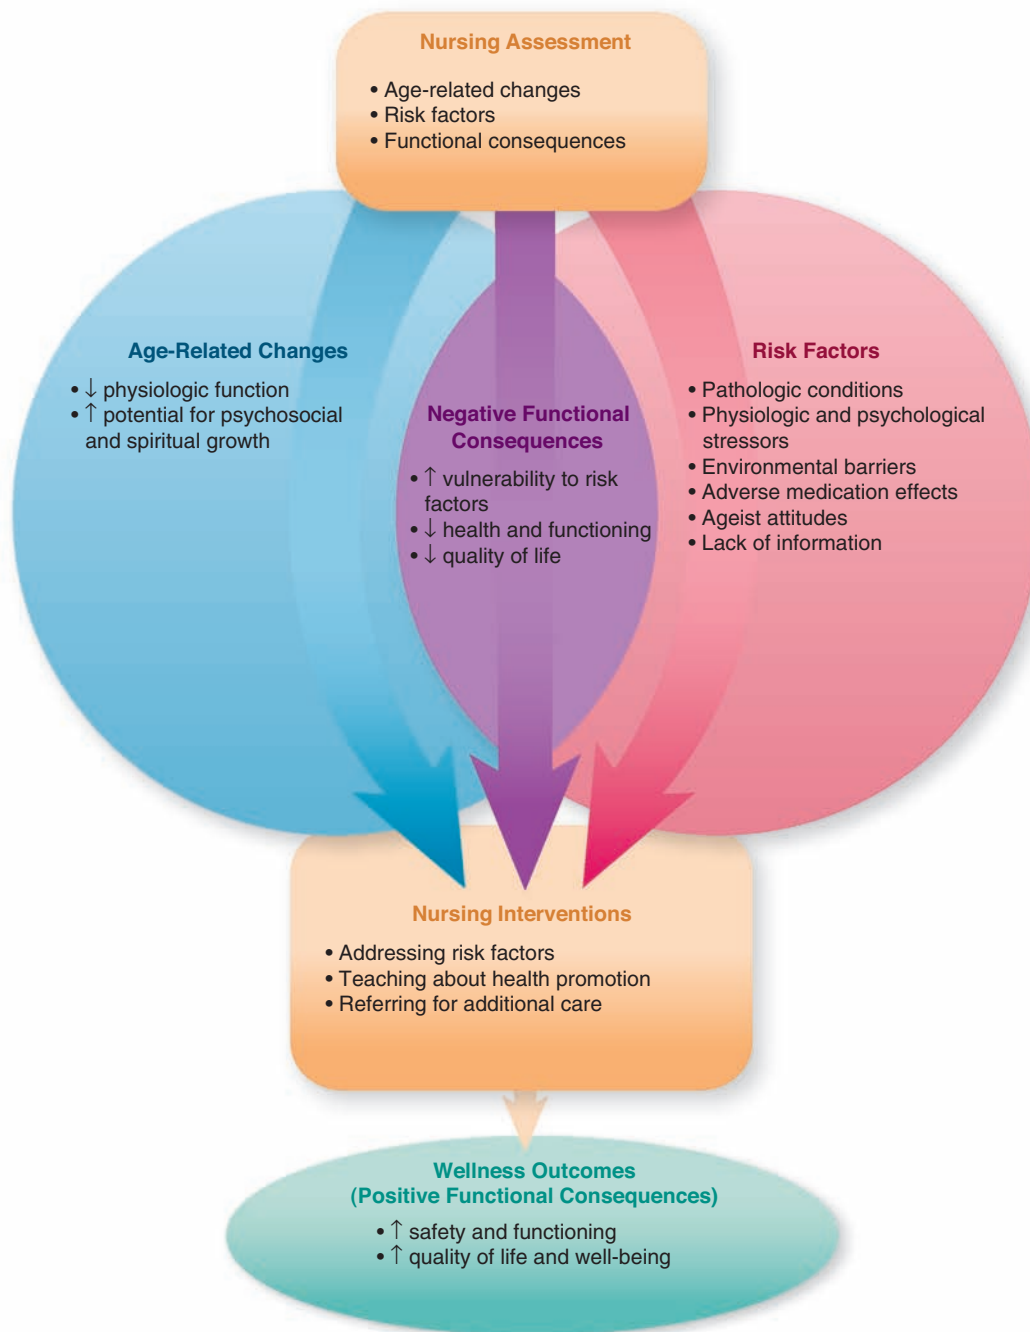 Nursing Assessment
• Age-related changes
• Risk factors
• Functional consequences
Age-Related Changes
• ↓ physiologic function
• ↑ potential for psychosocial
and spiritual growth
Negative Functional
Consequences
• ↑ vulnerability to risk
factors
• ↓ health and functioning
• ↓ quality of life
Risk Factors
• Pathologic conditions
• Physiologic and psychological
stressors
• Environmental barriers
• Adverse medication effects
• Ageist attitudes
• Lack of information
Nursing Interventions
• Addressing risk factors
• Teaching about health promotion
• Referring for additional care
Wellness Outcomes
(Positive Functional Consequences)
• ↑ safety and functioning
• ↑ quality of life and well-being